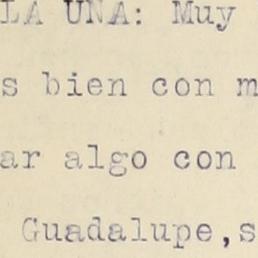 LA UNA: Muy
s bien con m
ar algo con
Guadalupe,s